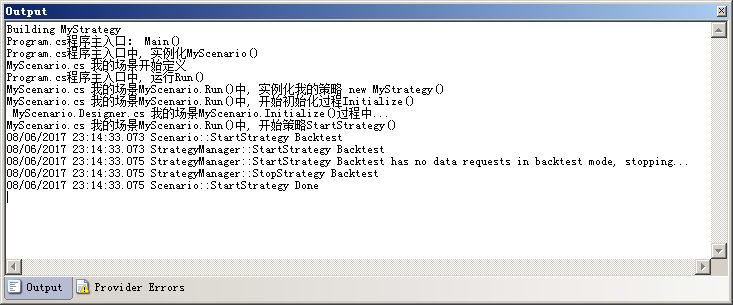 Output
Building MyStrategy
Program.cs程序主入口: Main()
Program.cs程序主入口中, 实例化MyScenario()
MyScenario.cs 我的场景开始定义
Program.cs程序主入口中, 运行Run()
MyScenario.cs 我的场景MyScenario.Run()中, 实例化我的策略 new MyStrategy()
MyScenario.cs 我的场景MyScenario.Run()中, 开始初始化过程Initialize()
MyScenario.Designer.cs 我的场景MyScenario.Initialize()过程中...
MyScenario.cs 我的场景MyScenario.Run()中, 开始策略StartStrategy()
08/06/2017 23:14:33.073 Scenario::StartStrategy Backtest
08/06/2017 23:14:33.073 StrategyManager::StartStrategy Backtest
08/06/2017 23:14:33.075 StrategyManager::StartStrategy Backtest has no data requests in backtest mode, stopping...
08/06/2017 23:14:33.075 StrategyManager::StopStrategy Backtest
08/06/2017 23:14:33.075 Scenario::StartStrategy Done
Output Provider Errors